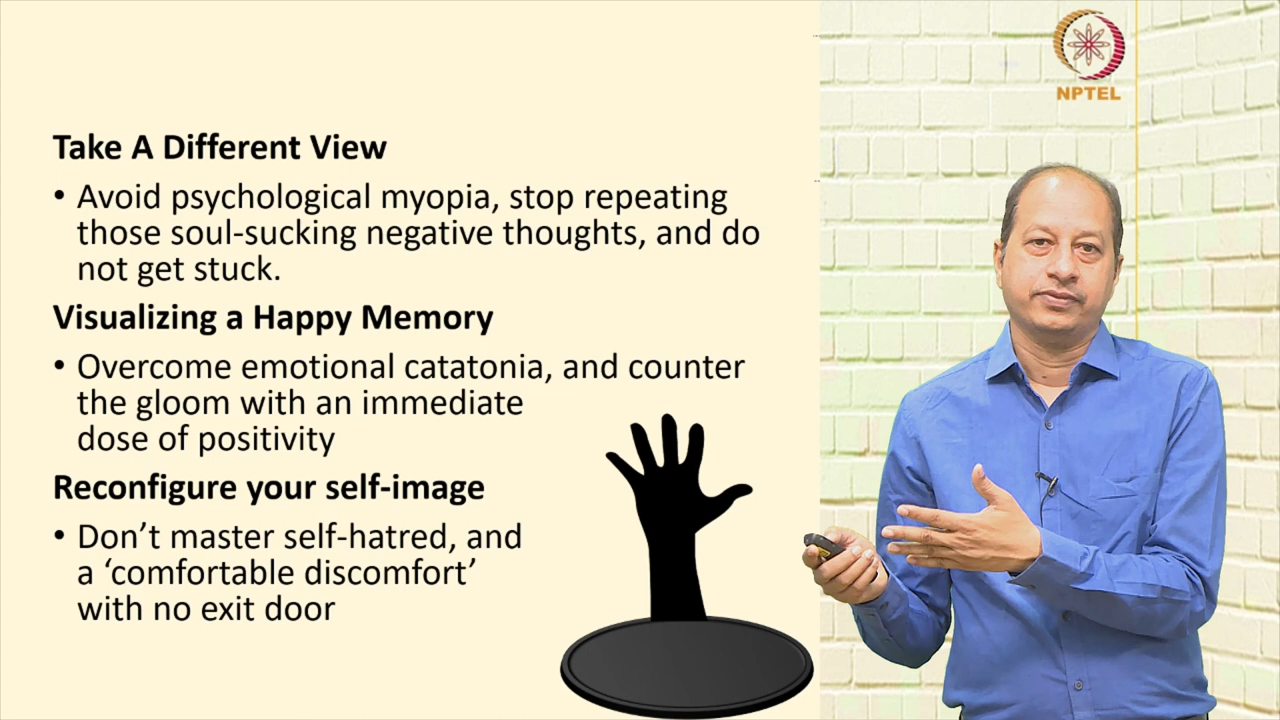 Take A Different View
• Avoid psychological myopia, stop repeating
those soul-sucking negative thoughts, and do
not get stuck.
Visualizing a Happy Memory
• Overcome emotional catatonia, and counter
the gloom with an immediate
dose of positivity
Reconfigure your self-image
• Don’t master self-hatred, and
a ‘comfortable discomfort’
with no exit door
NPTEL